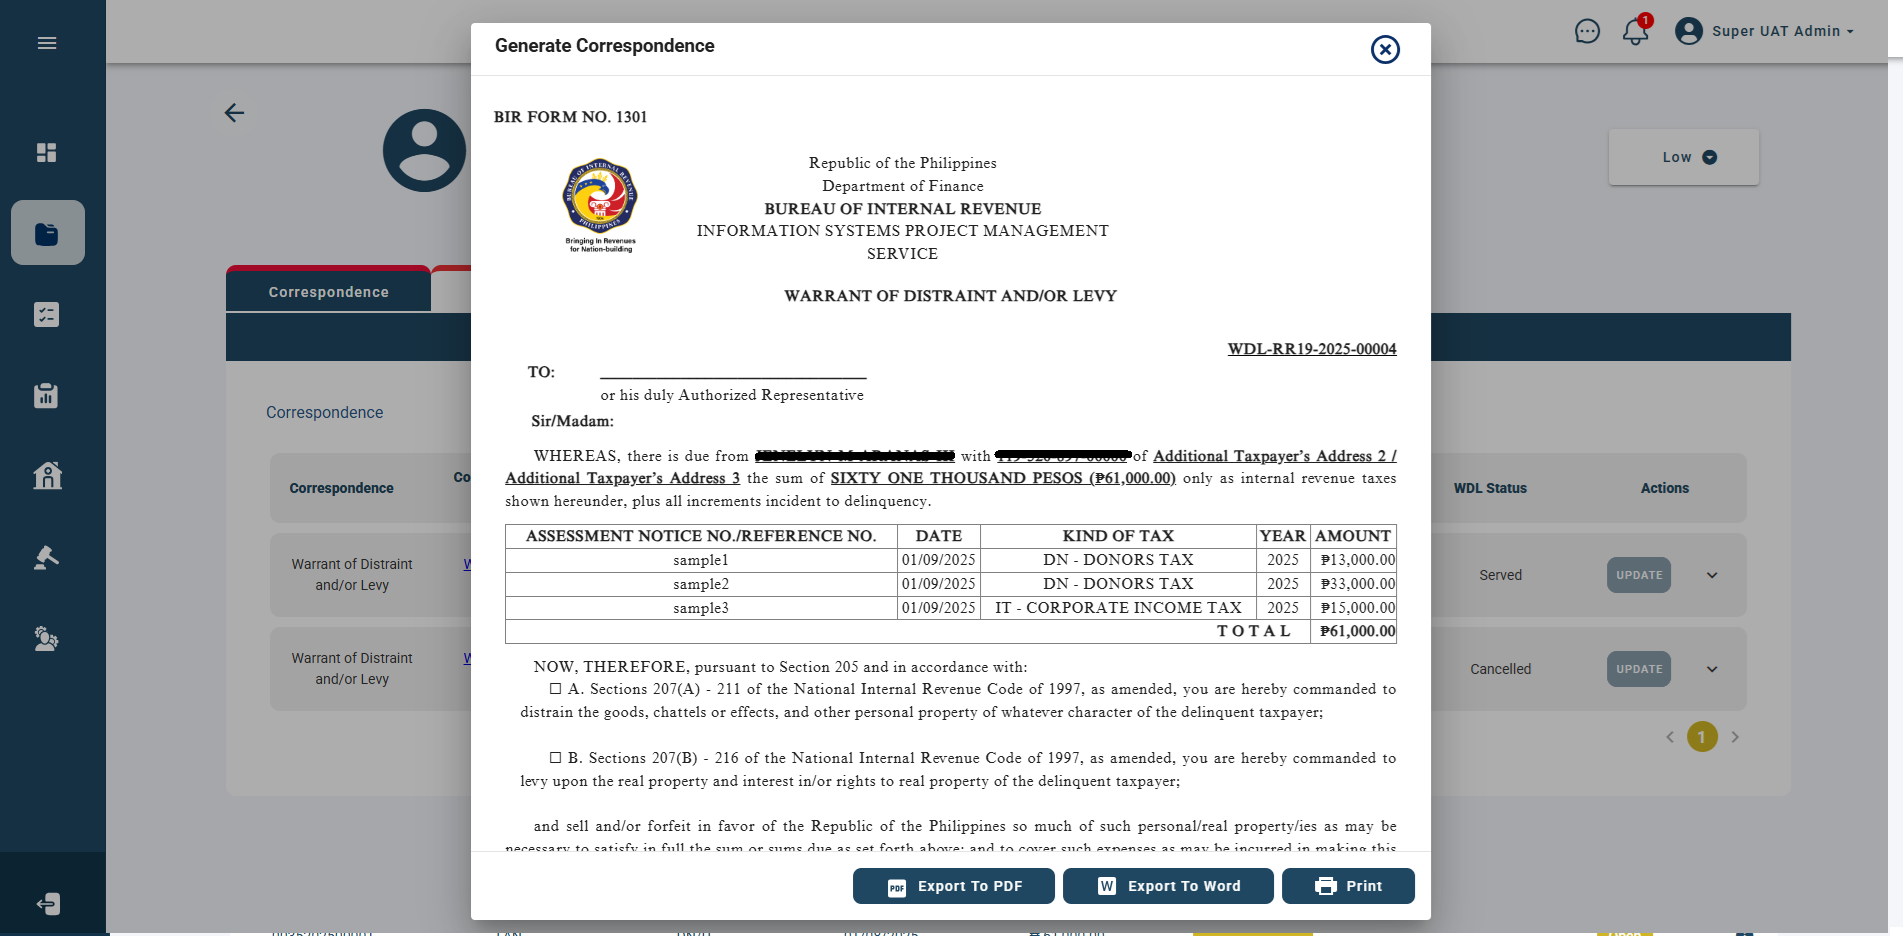 Generate Correspondence
1
Super UAT Admin
Low
BIR FORM NO. 1301
BUREAU OF INTERNAL REVENUE
PHILIPPINES
Bringing In Revenues
for Nation-building
Republic of the Philippines
Department of Finance
BUREAU OF INTERNAL REVENUE
INFORMATION SYSTEMS PROJECT MANAGEMENT
SERVICE
WARRANT OF DISTRAINT AND/OR LEVY
WDL-RR19-2025-00004
TO:
or his duly Authorized Representative
Sir/Madam:
WHEREAS, there is due from with of Additional Taxpayer's Address 2 /
Additional Taxpayer's Address 3 the sum of SIXTY ONE THOUSAND PESOS (₱61,000.00) only as internal revenue taxes
shown hereunder, plus all increments incident to delinquency.
ASSESSMENT NOTICE NO./REFERENCE NO. DATE KIND OF TAX YEAR AMOUNT
sample1 01/09/2025 DN - DONORS TAX 2025 ₱13,000.00
sample2 01/09/2025 DN - DONORS TAX 2025 ₱33,000.00
sample3 01/09/2025 IT - CORPORATE INCOME TAX 2025 ₱15,000.00
TOTAL ₱61,000.00
NOW, THEREFORE, pursuant to Section 205 and in accordance with:
☐ A. Sections 207(A) - 211 of the National Internal Revenue Code of 1997, as amended, you are hereby commanded to
distrain the goods, chattels or effects, and other personal property of whatever character of the delinquent taxpayer;
☐ B. Sections 207(B) - 216 of the National Internal Revenue Code of 1997, as amended, you are hereby commanded to
levy upon the real property and interest in/or rights to real property of the delinquent taxpayer;
and sell and/or forfeit in favor of the Republic of the Philippines so much of such personal/real property/ies as may be
necessary to satisfy in full the sum or sums due as set forth above; and to cover such expenses as may be incurred in making this
Export To PDF
Export To Word
Print
Correspondence
Correspondence
Correspondence Co WDL Status Actions
Warrant of Distraint
and/or Levy
W
Served
UPDATE
Warrant of Distraint
and/or Levy
W
Cancelled
UPDATE
1